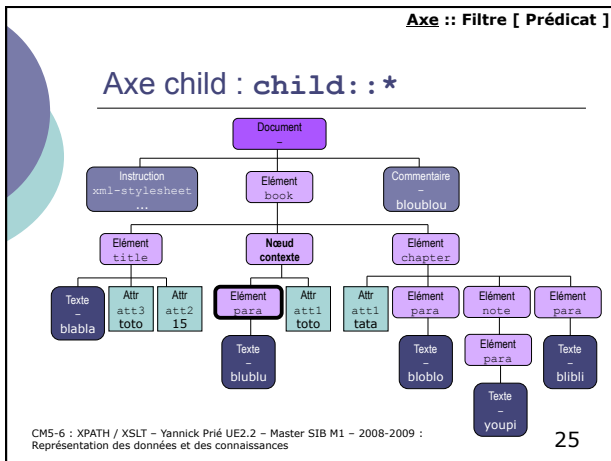 Axe :: Filtre [ Prédicat ]
Axe child : child::*
Document
–
Instruction
xml-stylesheet
...
Elément
book
Commentaire
–
bloublou
Elément
title
Nœud
contexte
Elément
chapter
Texte
–
blabla
Attr
att3
toto
Attr
att2
15
Elément
para
Attr
att1
toto
Attr
att1
tata
Elément
para
Elément
note
Elément
para
Texte
–
blublu
Texte
–
bloblo
Elément
para
Texte
–
blibli
Texte
–
youpi
CM5-6 : XPATH / XSLT – Yannick Prié UE2.2 – Master SIB M1 – 2008-2009 :
Représentation des données et des connaissances
25